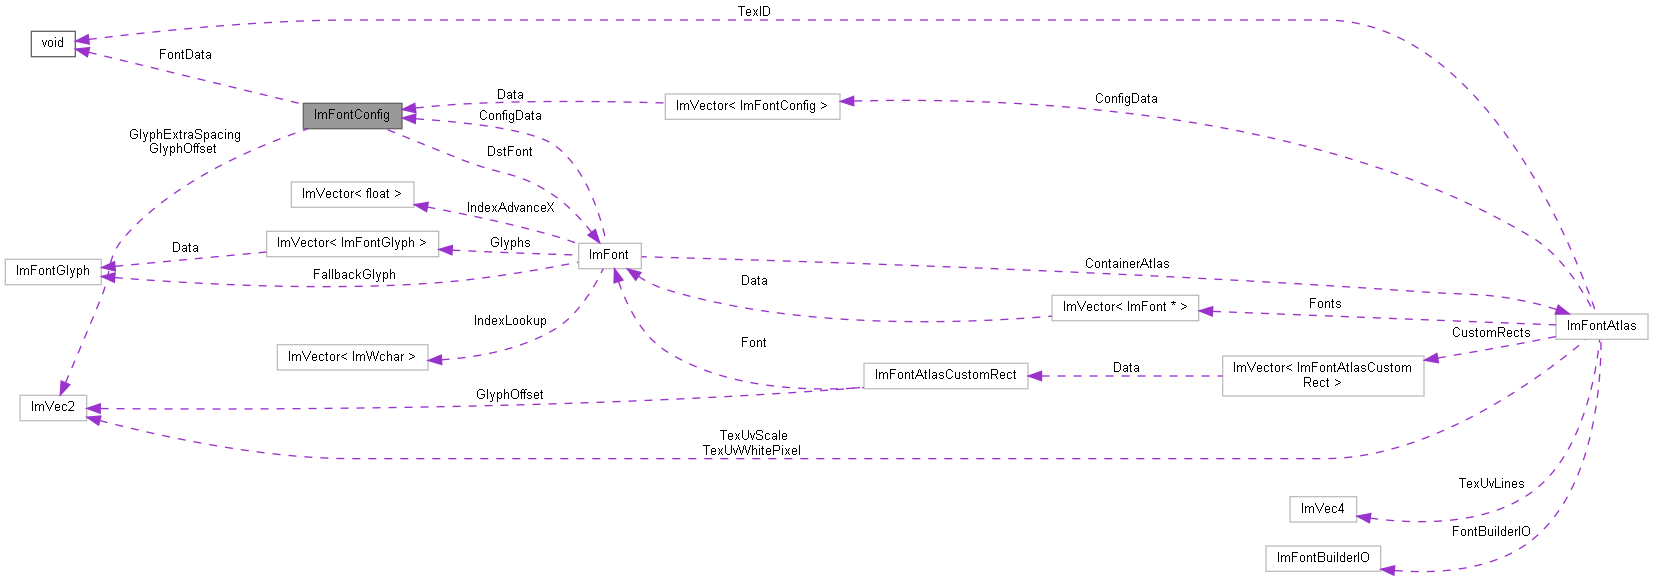 TexID
void
FontData
ImFontConfig
Data
ImVector< ImFontConfig >
ConfigData
ConfigData
GlyphExtraSpacing
GlyphOffset
DstFont
ImVector< float >
IndexAdvanceX
ImVector< ImFontGlyph >
Glyphs
Data
ImFont
ImFontGlyph
FallbackGlyph
ContainerAtlas
Data
ImVector< ImFont * >
Fonts
ImFontAtlas
IndexLookup
CustomRects
Font
ImVector< ImWchar >
ImFontAtlasCustomRect
Data
ImVector< ImFontAtlasCustom
Rect >
GlyphOffset
ImVec2
TexUvScale
TexUvWhitePixel
TexUvLines
ImVec4
FontBuilderIO
ImFontBuilderIO